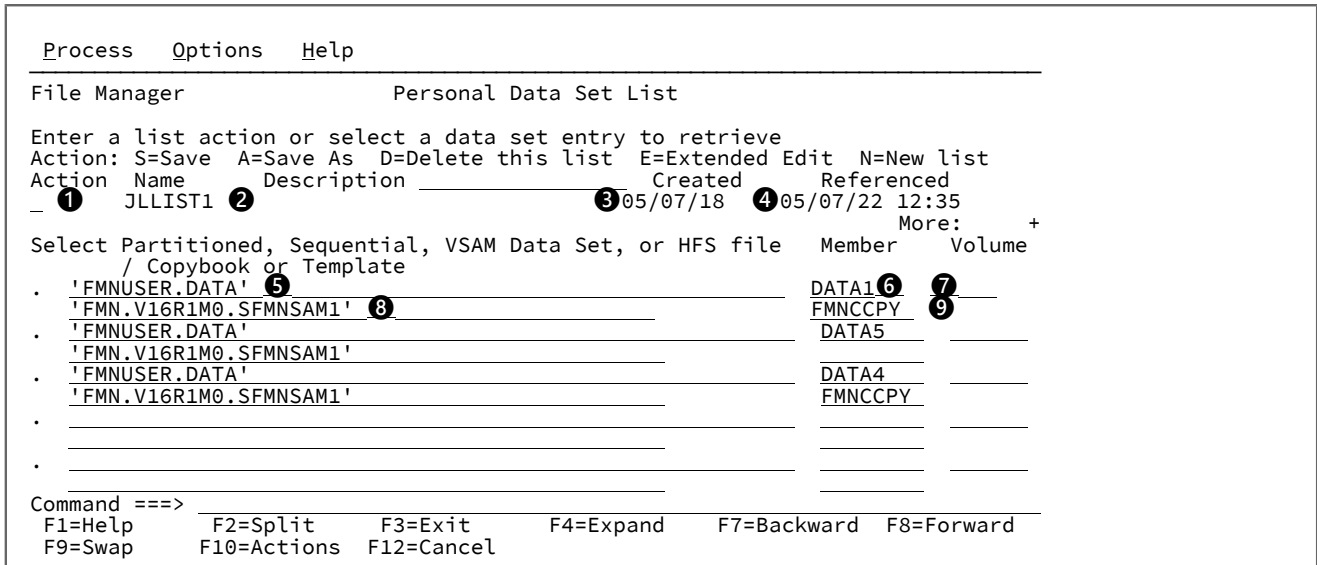 Process Options Help
File Manager Personal Data Set List
Enter a list action or select a data set entry to retrieve
Action: S=Save A=Save As D=Delete this list E=Extended Edit N=New list
Action Name Description Created Referenced
_ ❶ JLLIST1 ❷ ❸05/07/18 ❹05/07/22 12:35
More: +
Select Partitioned, Sequential, VSAM Data Set, or HFS file Member Volume
/ Copybook or Template
. 'FMNUSER.DATA' ❺ DATA1❻ ❼
'FMN.V16R1M0.SFMNSAM1' ❽ FMNCCPY ❾
. 'FMNUSER.DATA' DATA5
'FMN.V16R1M0.SFMNSAM1'
. 'FMNUSER.DATA' DATA4
'FMN.V16R1M0.SFMNSAM1' FMNCCPY
.
.
Command ===>
F1=Help F2=Split F3=Exit F4=Expand F7=Backward F8=Forward
F9=Swap F10=Actions F12=Cancel